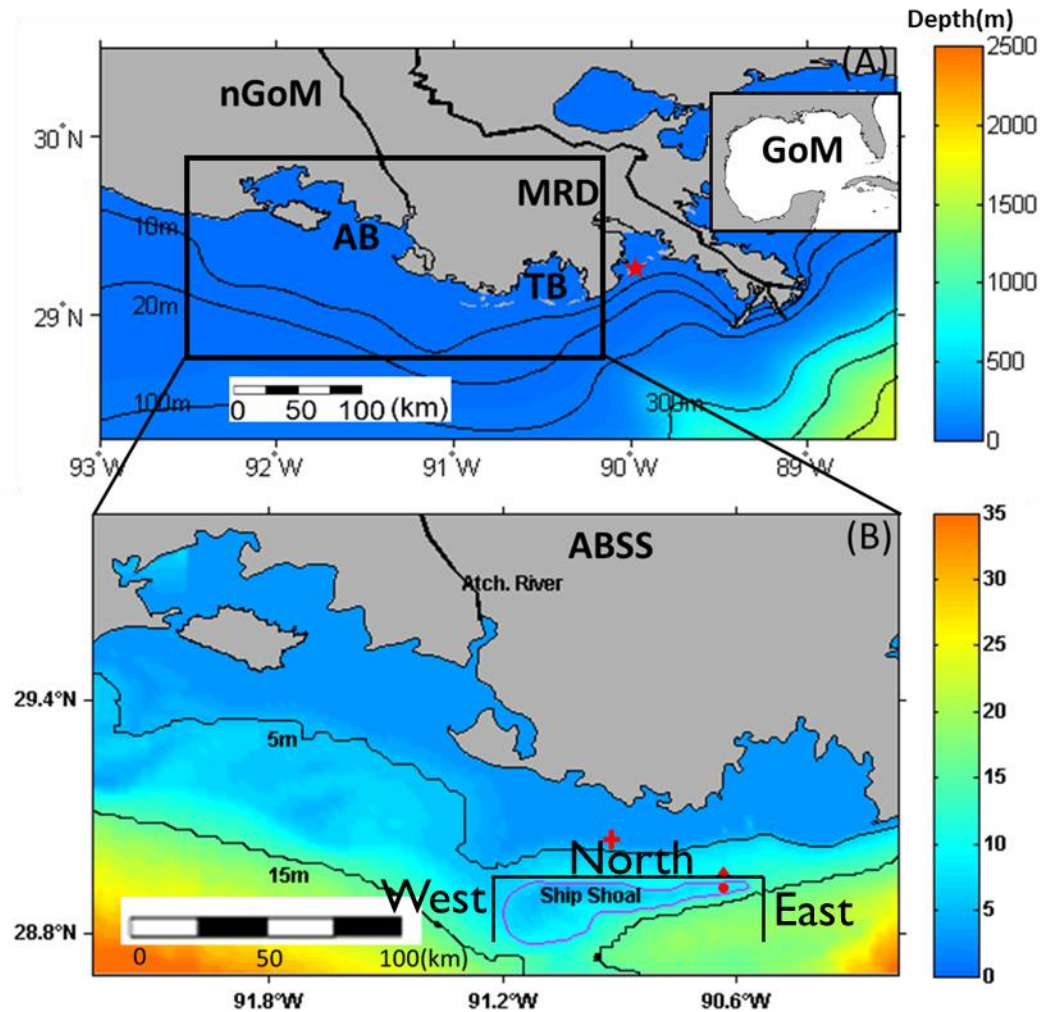 Depth(m)
(A)
nGoM
GoM
MRD
AB
TB
10m
20m
100m
300m
30°
29°N
0 50 100 (km)
93°W 92°W 91°W 90°W 89°W
2500
2000
1500
1000
500
0
(B)
ABSS
Atch. River
29.4°N
5m
15m
28.8°N
North
West
East
Ship Shoal
0 50 100(km)
91.8°W 91.2°W 90.6°W
35
30
25
20
15
10
5
0